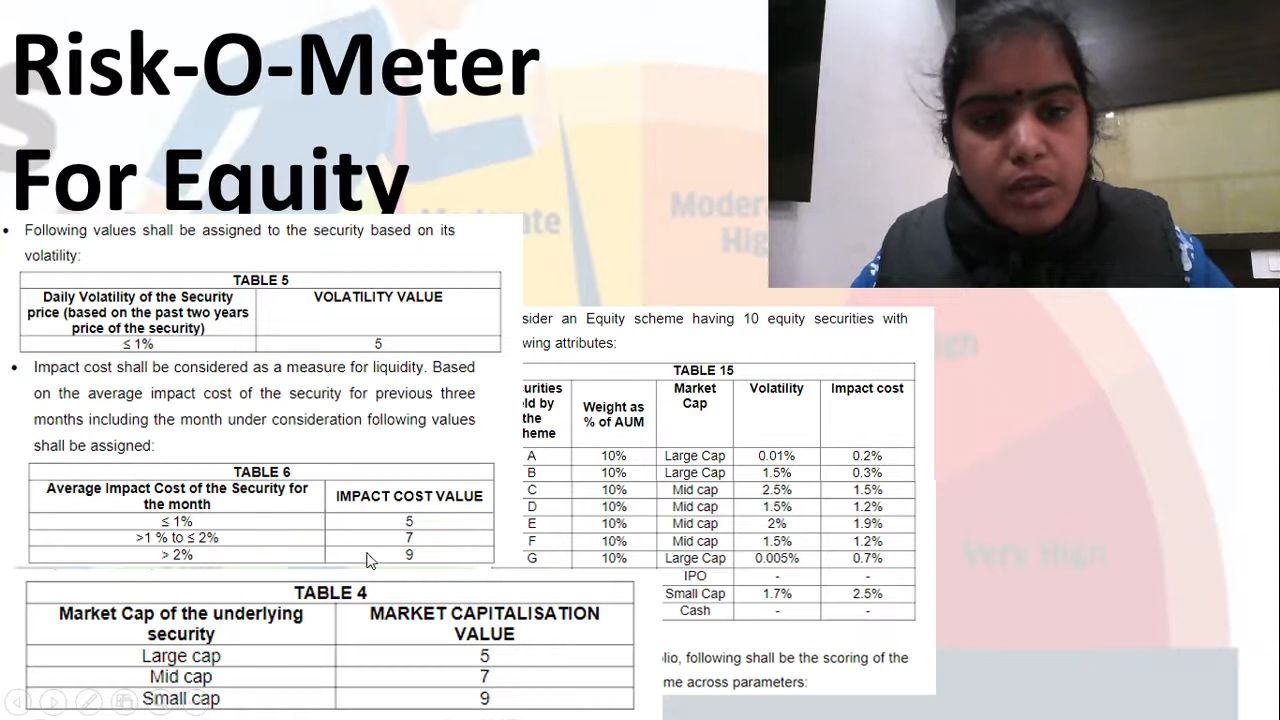 Risk-O-Meter
For Equity
Moderate
High
Very High
• Following values shall be assigned to the security based on its
volatility:
TABLE 5
Daily Volatility of the Security
price (based on the past two years
price of the security)
VOLATILITY VALUE
≤ 1% 5
• Impact cost shall be considered as a measure for liquidity. Based
on the average impact cost of the security for previous three
months including the month under consideration following values
shall be assigned:
TABLE 6
Average Impact Cost of the Security for
the month
IMPACT COST VALUE
≤ 1% 5
>1 % to ≤ 2% 7
> 2% 9
TABLE 4
Market Cap of the underlying
security
MARKET CAPITALISATION
VALUE
Large cap 5
Mid cap 7
Small cap 9
sider an Equity scheme having 10 equity securities with
wing attributes:
TABLE 15
urities
ld by
the
heme
Weight as
% of AUM
Market
Cap
Volatility
Impact cost
A 10% Large Cap 0.01% 0.2%
B 10% Large Cap 1.5% 0.3%
C 10% Mid cap 2.5% 1.5%
D 10% Mid cap 1.5% 1.2%
E 10% Mid cap 2% 1.9%
F 10% Mid cap 1.5% 1.2%
G 10% Large Cap 0.005% 0.7%
IPO - -
Small Cap 1.7% 2.5%
Cash - -
lio, following shall be the scoring of the
me across parameters: